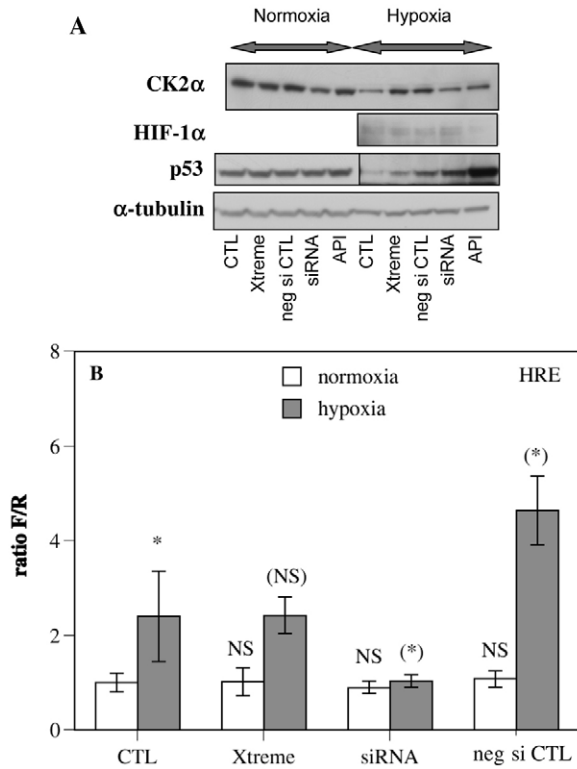 A
Normoxia Hypoxia
CK2α
HIF-1α
p53
α-tubulin
CTL Xtreme neg si CTL siRNA API CTL Xtreme neg si CTL siRNA API
8 B normoxia HRE
hypoxia
(*)
6
ratio F/R
* (NS)
4
NS NS (*) NS
2
0
CTL Xtreme siRNA neg si CTL